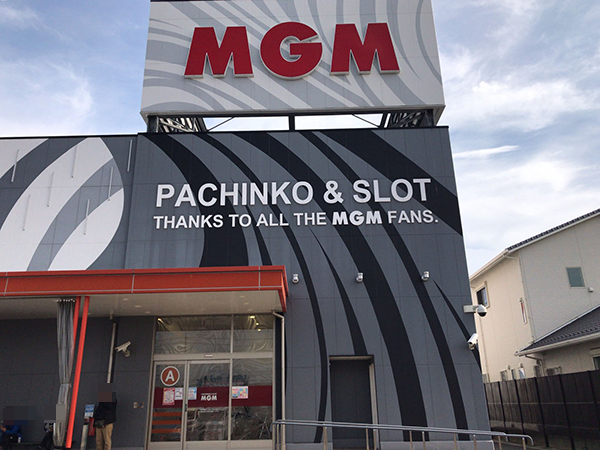 MGM
PACHINKO & SLOT
THANKS TO ALL THE MGM FANS.
A
MGM